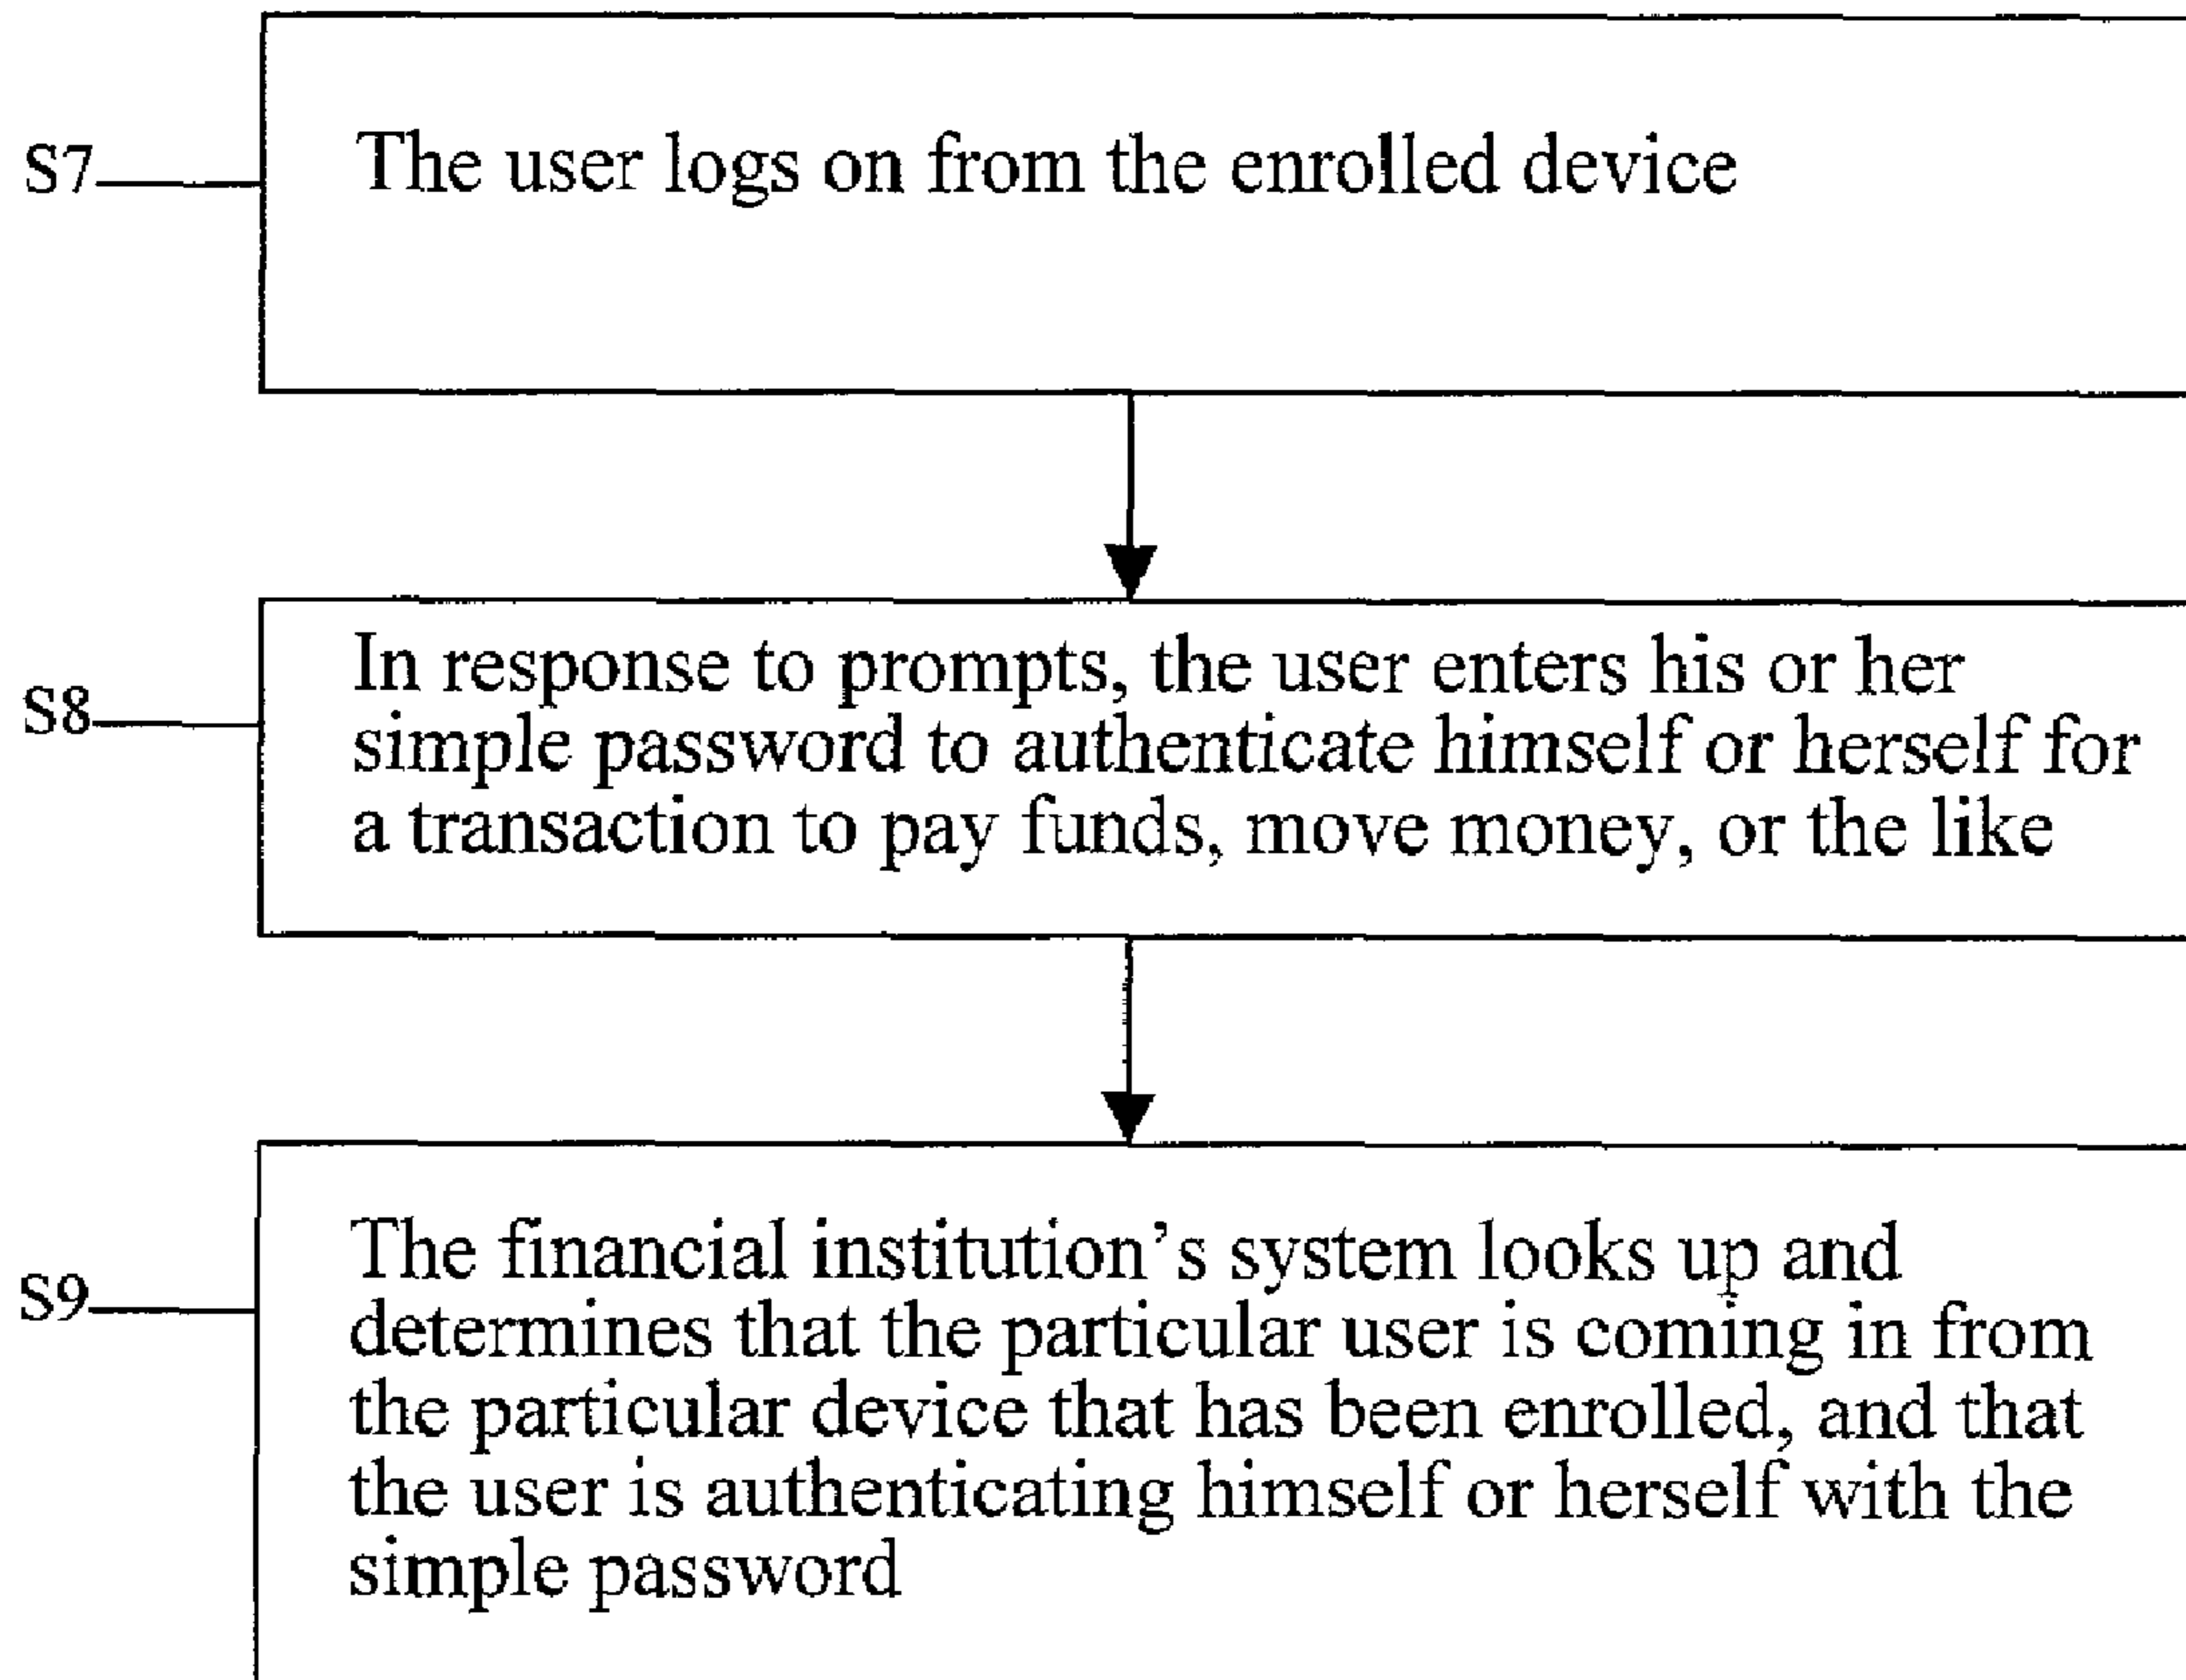 S7
The user logs on from the enrolled device
S8
In response to prompts, the user enters his or her
simple password to authenticate himself or herself for
a transaction to pay funds, move money, or the like
S9
The financial institution's system looks up and
determines that the particular user is coming in from
the particular device that has been enrolled, and that
the user is authenticating himself or herself with the
simple password